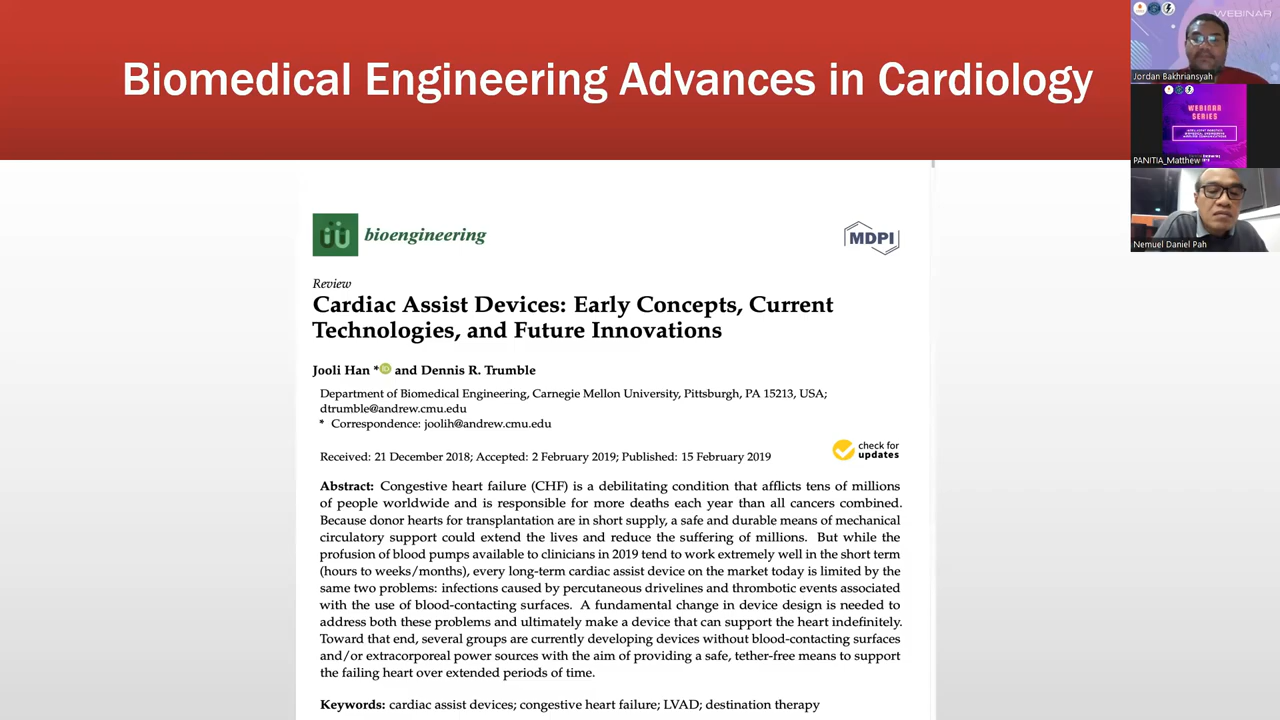 Biomedical Engineering Advances in Cardiology
bioengineering
MDPI
Review
Cardiac Assist Devices: Early Concepts, Current
Technologies, and Future Innovations
Jooli Han * and Dennis R. Trumble
Department of Biomedical Engineering, Carnegie Mellon University, Pittsburgh, PA 15213, USA;
dtrumble@andrew.cmu.edu
* Correspondence: joolih@andrew.cmu.edu
Received: 21 December 2018; Accepted: 2 February 2019; Published: 15 February 2019
check for
updates
Abstract: Congestive heart failure (CHF) is a debilitating condition that afflicts tens of millions
of people worldwide and is responsible for more deaths each year than all cancers combined.
Because donor hearts for transplantation are in short supply, a safe and durable means of mechanical
circulatory support could extend the lives and reduce the suffering of millions. But while the
profusion of blood pumps available to clinicians in 2019 tend to work extremely well in the short term
(hours to weeks/months), every long-term cardiac assist device on the market today is limited by the
same two problems: infections caused by percutaneous drivelines and thrombotic events associated
with the use of blood-contacting surfaces. A fundamental change in device design is needed to
address both these problems and ultimately make a device that can support the heart indefinitely.
Toward that end, several groups are currently developing devices without blood-contacting surfaces
and/or extracorporeal power sources with the aim of providing a safe, tether-free means to support
the failing heart over extended periods of time.
Keywords: cardiac assist devices; congestive heart failure; LVAD; destination therapy
WEBINAR
Jordan Bakhriansyah
WEBINAR
SERIES
PANITIA_Matthew
Nemuel Daniel Pah